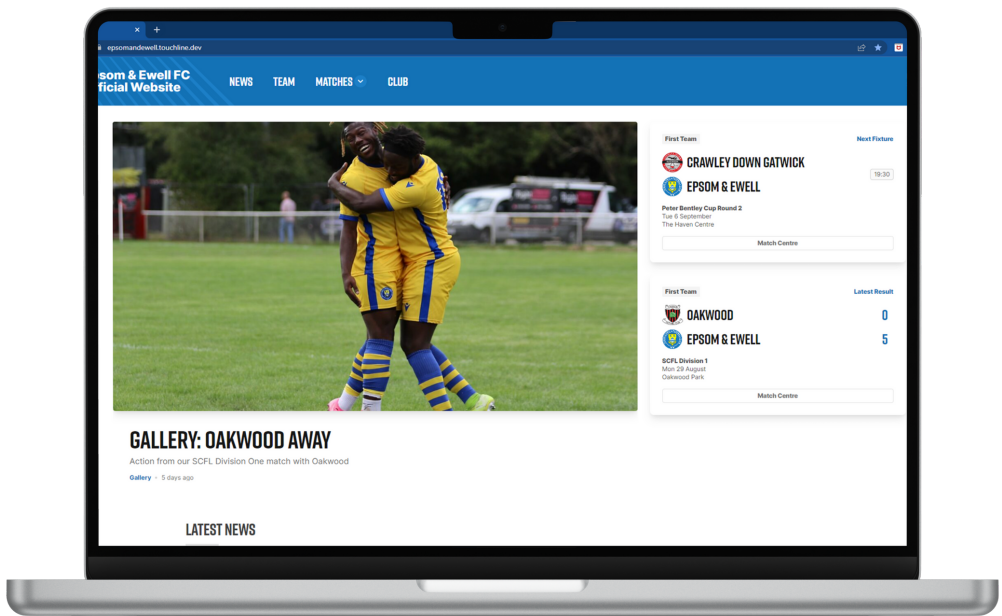 epsomandewell.touchline.dev
psom & Ewell FC
fficial Website
NEWS
TEAM
MATCHES
CLUB
First Team
Next Fixture
CRAWLEY DOWN GATWICK
EPSOM & EWELL
19:30
Peter Bentley Cup Round 2
Tue 6 September
The Haven Centre
Match Centre
First Team
Latest Result
OAKWOOD 0
EPSOM & EWELL 5
SCFL Division 1
Mon 29 August
Oakwood Park
Match Centre
GALLERY: OAKWOOD AWAY
Action from our SCFL Division One match with Oakwood
Gallery - 5 days ago
LATEST NEWS